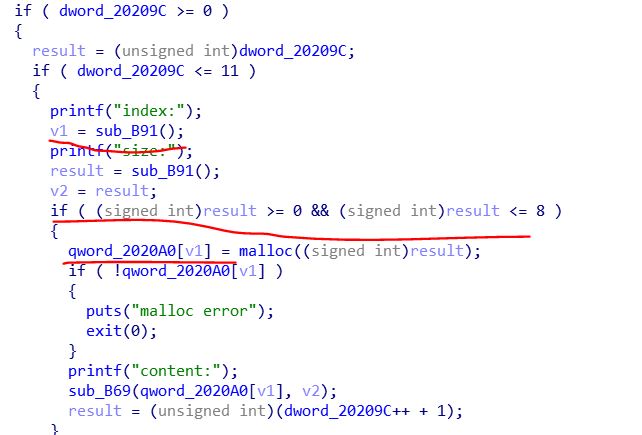 if ( dword_20209C >= 0 )
{
result = (unsigned int)dword_20209C;
if ( dword_20209C <= 11 )
{
printf("index:");
v1 = sub_B91();
printf("size:");
result = sub_B91();
v2 = result;
if ( (signed int)result >= 0 && (signed int)result <= 8 )
{
qword_2020A0[v1] = malloc((signed int)result);
if ( !qword_2020A0[v1] )
{
puts("malloc error");
exit(0);
}
printf("content:");
sub_B69(qword_2020A0[v1], v2);
result = (unsigned int)(dword_20209C++ + 1);
}